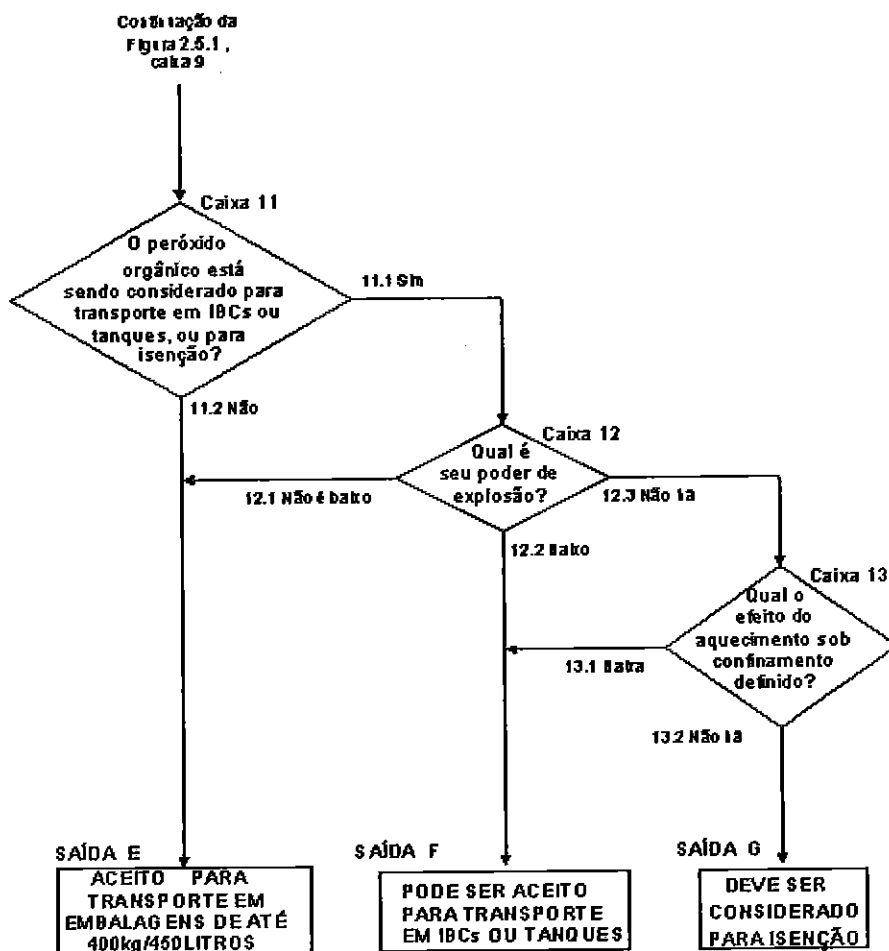 Continuação da
Figura 2.5.1 ,
caixa 9
Caixa 11
O peróxido
orgânico está
sendo considerado para
transporte em IBCs ou
tanques, ou para
isenção?
11.1 Sim
11.2 Não
Caixa 12
Qual é
seu poder de
explosão?
12.1 Não é baixo
12.3 Não há
12.2 Baixo
Caixa 13
Qual o
efeito do
aquecimento sob
confinamento
definido?
13.1 Baixa
13.2 Não há
SAÍDA E
ACEITO PARA
TRANSPORTE EM
EMBALAGENS DE ATÉ
400kg/450LITROS
SAÍDA F
PODE SER ACEITO
PARA TRANSPORTE
EM IBCs OU TANQUES
SAÍDA G
DEVE SER
CONSIDERADO
PARA ISENÇÃO